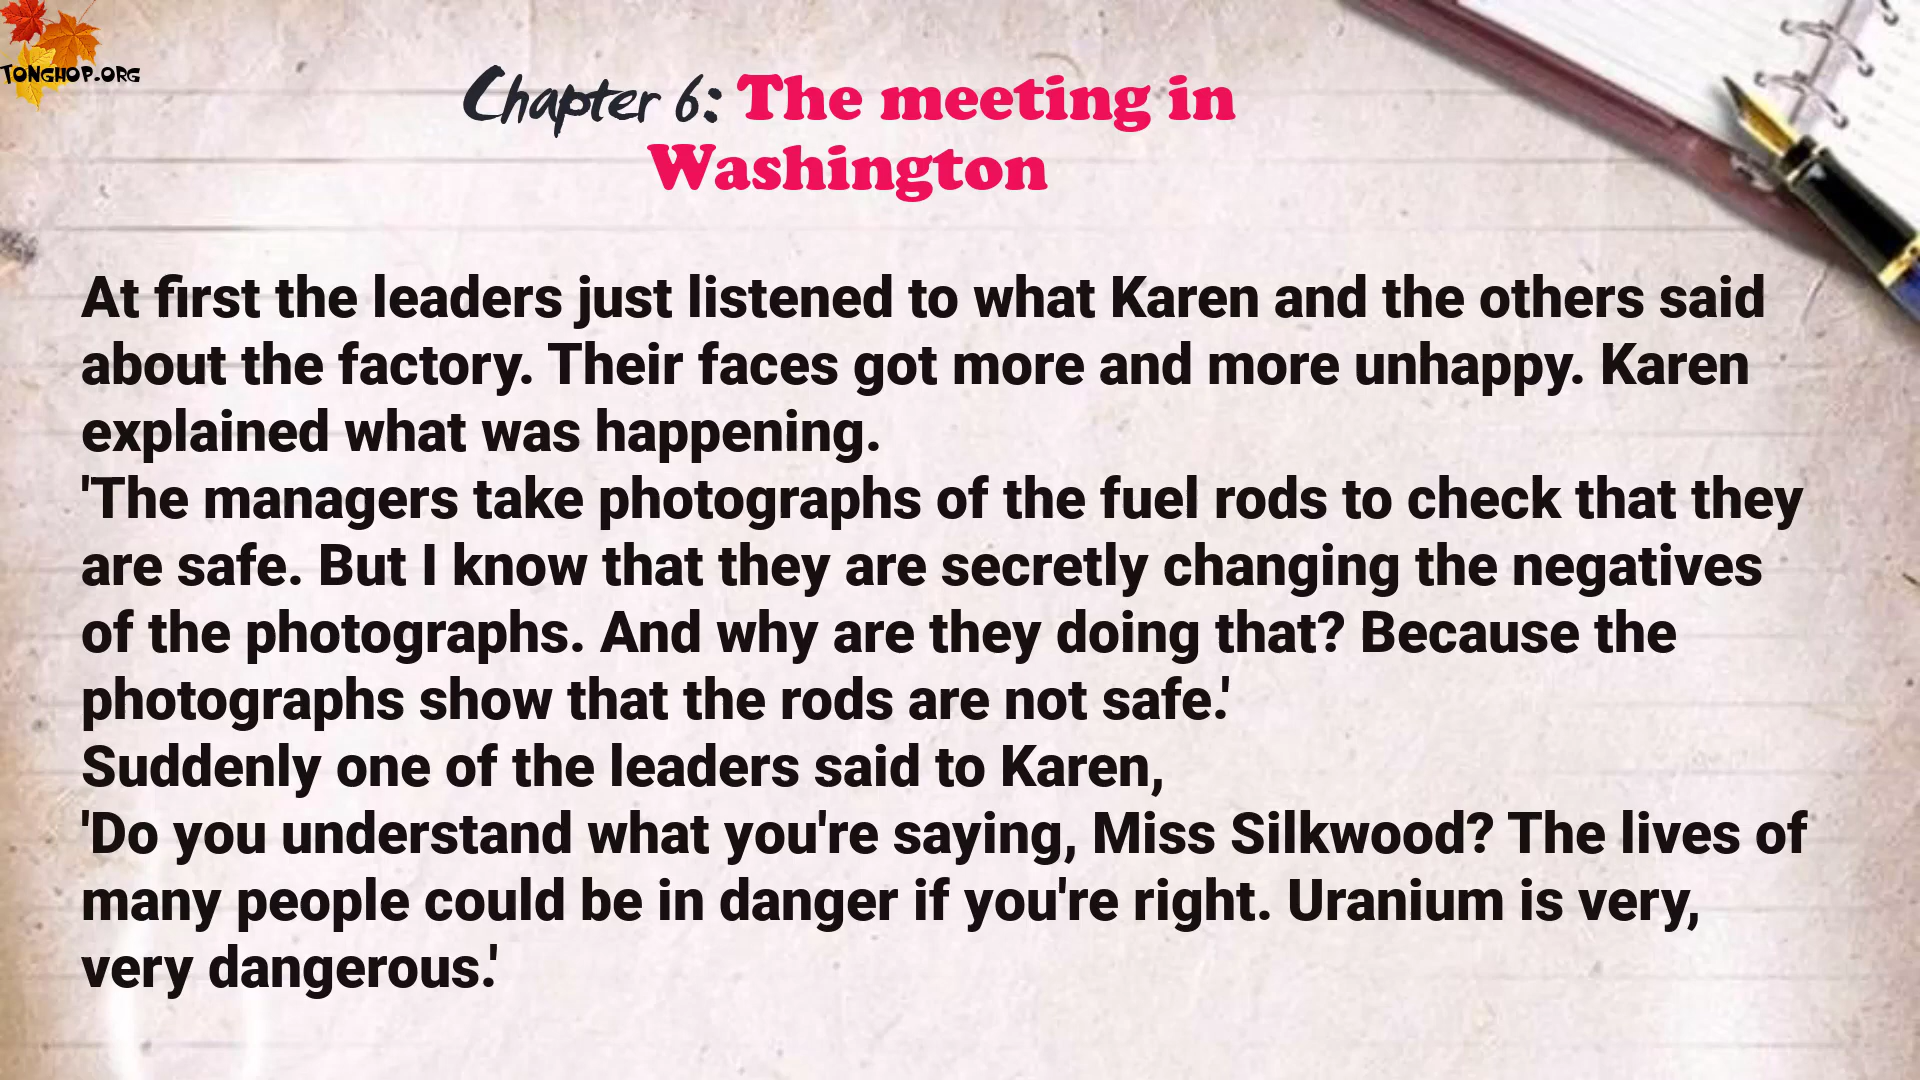 TONGHOP.ORG
Chapter 6: The meeting in
Washington
At first the leaders just listened to what Karen and the others said
about the factory. Their faces got more and more unhappy. Karen
explained what was happening.
'The managers take photographs of the fuel rods to check that they
are safe. But I know that they are secretly changing the negatives
of the photographs. And why are they doing that? Because the
photographs show that the rods are not safe.'
Suddenly one of the leaders said to Karen,
'Do you understand what you're saying, Miss Silkwood? The lives of
many people could be in danger if you're right. Uranium is very,
very dangerous.'